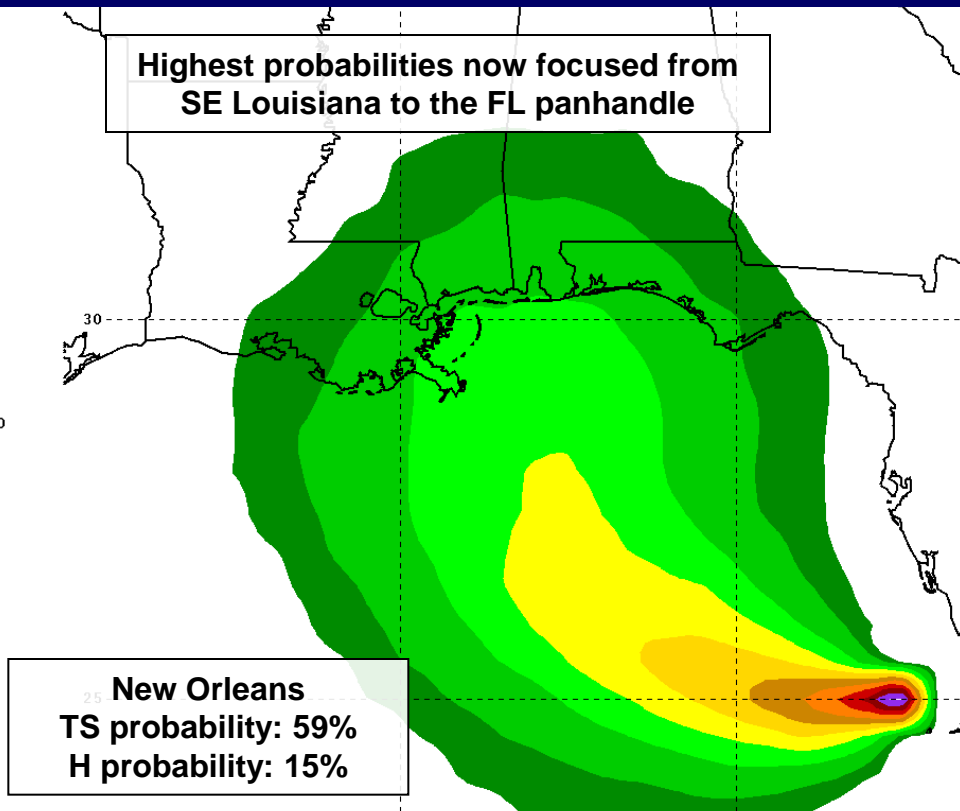 Highest probabilities now focused from
SE Louisiana to the FL panhandle
30
25
New Orleans
TS probability: 59%
H probability: 15%